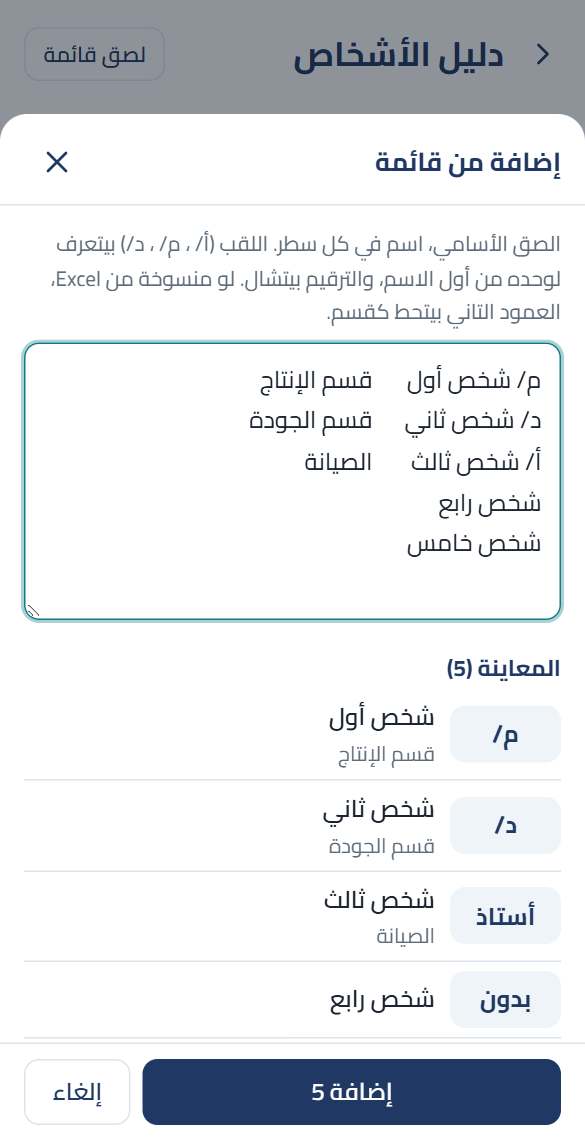 دليل الأشخاص
لصق قائمة
إضافة من قائمة
الصق الأسامي، اسم في كل سطر. اللقب (أ/ ، م/ ، د/) بيتعرف
لوحده من أول الاسم، والترقيم بيتشال. لو منسوخة من Excel،
العمود التاني بيتحط كقسم.
م/ شخص أول قسم الإنتاج
د/ شخص ثاني قسم الجودة
أ/ شخص ثالث الصيانة
شخص رابع
شخص خامس
المعاينة (5)
م/
شخص أول
قسم الإنتاج
د/
شخص ثاني
قسم الجودة
أستاذ
شخص ثالث
الصيانة
بدون
شخص رابع
إضافة 5
إلغاء